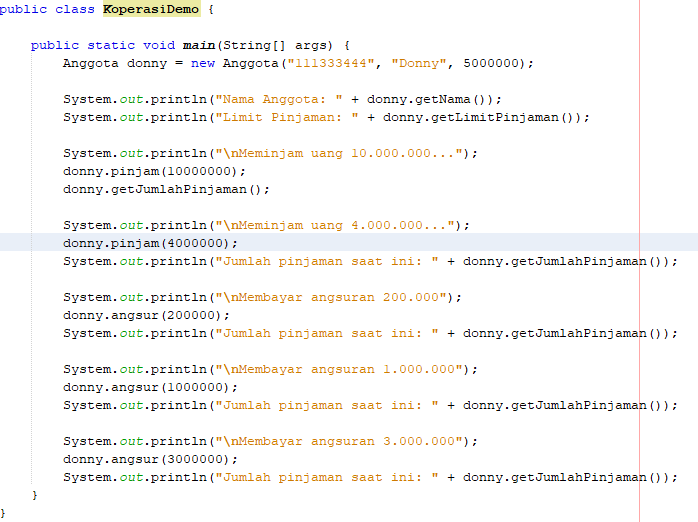 public class KoperasiDemo {
public static void main(String[] args) {
Anggota donny = new Anggota("111333444", "Donny", 5000000);
System.out.println("Nama Anggota: " + donny.getNama());
System.out.println("Limit Pinjaman: " + donny.getLimitPinjaman());
System.out.println("\nMeminjam uang 10.000.000...");
donny.pinjam(10000000);
donny.getJumlahPinjaman();
System.out.println("\nMeminjam uang 4.000.000...");
donny.pinjam(4000000);
System.out.println("Jumlah pinjaman saat ini: " + donny.getJumlahPinjaman());
System.out.println("\nMembayar angsuran 200.000");
donny.angsur(200000);
System.out.println("Jumlah pinjaman saat ini: " + donny.getJumlahPinjaman());
System.out.println("\nMembayar angsuran 1.000.000");
donny.angsur(1000000);
System.out.println("Jumlah pinjaman saat ini: " + donny.getJumlahPinjaman());
System.out.println("\nMembayar angsuran 3.000.000");
donny.angsur(3000000);
System.out.println("Jumlah pinjaman saat ini: " + donny.getJumlahPinjaman());
}
}